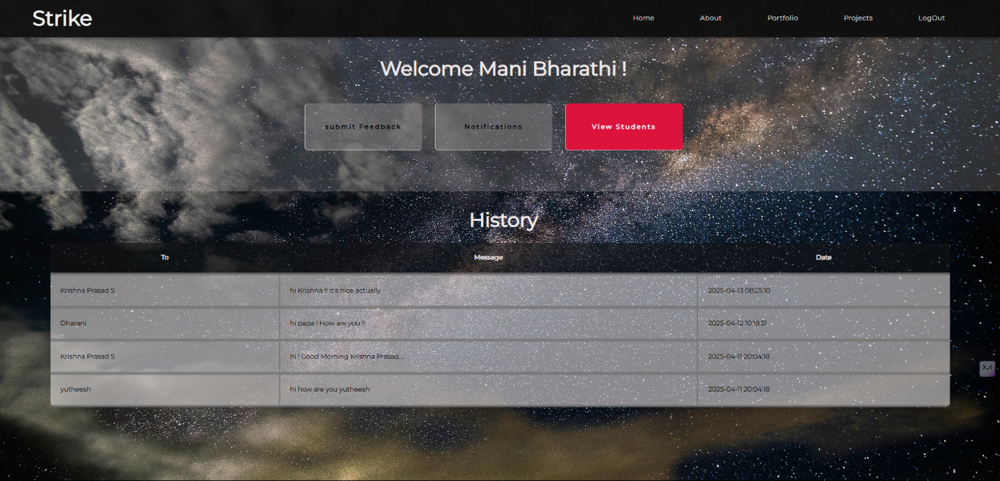 Strike
Home About Portfolio Projects LogOut
Welcome Mani Bharathi !
submit Feedback Notifications View Students
History
To Message Date
Krishna Prasad S hi Krishna !! it's nice actually 2025-04-13 08:25:10
Dharani hi papa ! How are you !! 2025-04-12 10:19:51
Krishna Prasad S hi ! Good Morning Krishna Prasad..... 2025-04-11 20:04:18
yutheesh hi how are you yutheesh 2025-04-11 20:04:18